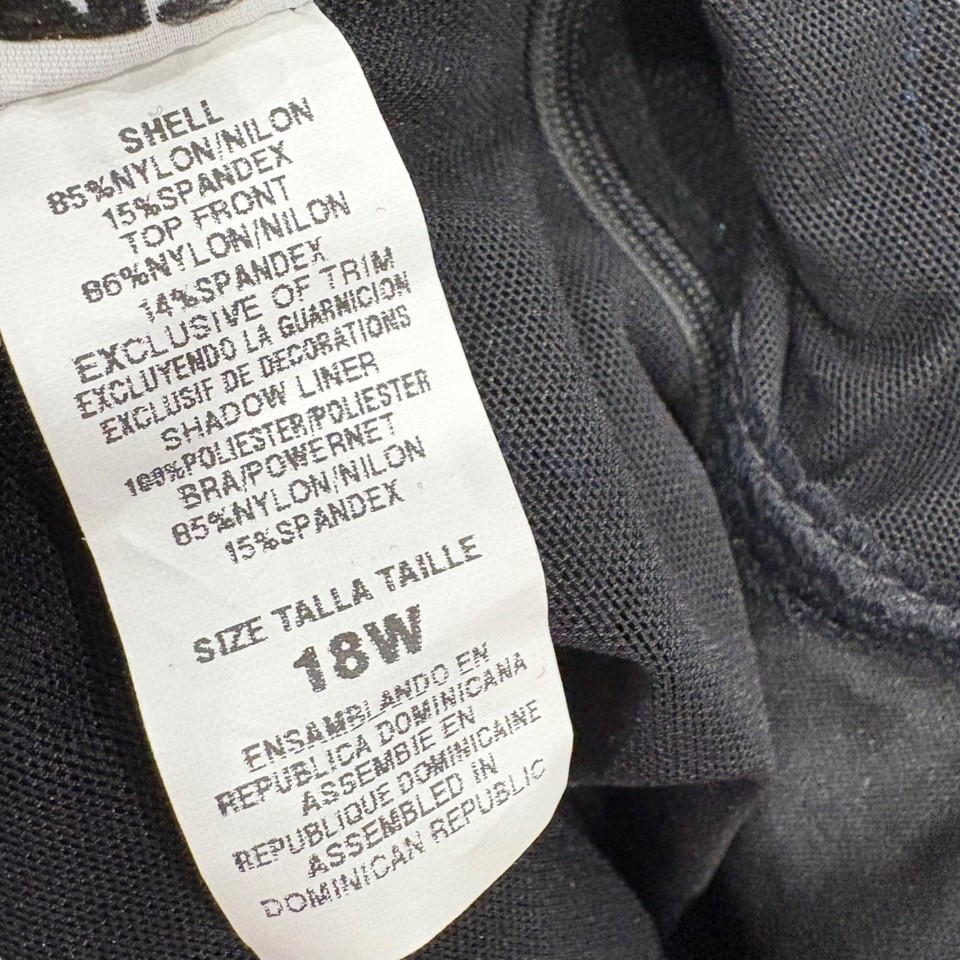 SHELL
85%NYLON/NILON
15%SPANDEX
TOP FRONT
86%NYLON/NILON
14%SPANDEX
EXCLUSIVE OF TRIM
EXCLUYENDO LA GUARNICION
EXCLUSIF DE DECORATIONS
SHADOW LINER
100%POLIESTER/POLIESTER
BRA/POWERNET
85%NYLON/NILON
15%SPANDEX
SIZE TALLA TAILLE
18W
ENSAMBLANDO EN
REPUBLICA DOMINICANA
ASSEMBIE EN
REPUBLIQUE DOMINICAINE
ASSEMBLED IN
DOMINICAN REPUBLIC